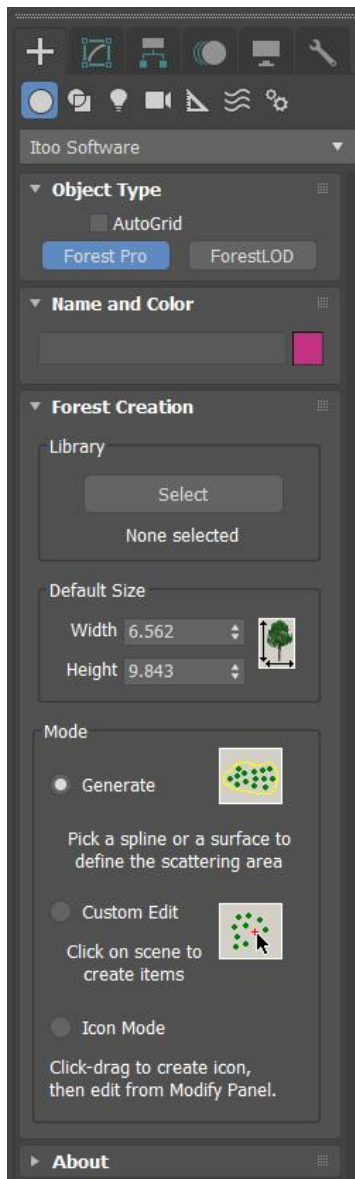 Itoo Software
Object Type
AutoGrid
Forest Pro ForestLOD
Name and Color
Forest Creation
Library
Select
None selected
Default Size
Width 6.562
Height 9.843
Mode
Generate
Pick a spline or a surface to
define the scattering area
Custom Edit
Click on scene to
create items
Icon Mode
Click-drag to create icon,
then edit from Modify Panel.
About